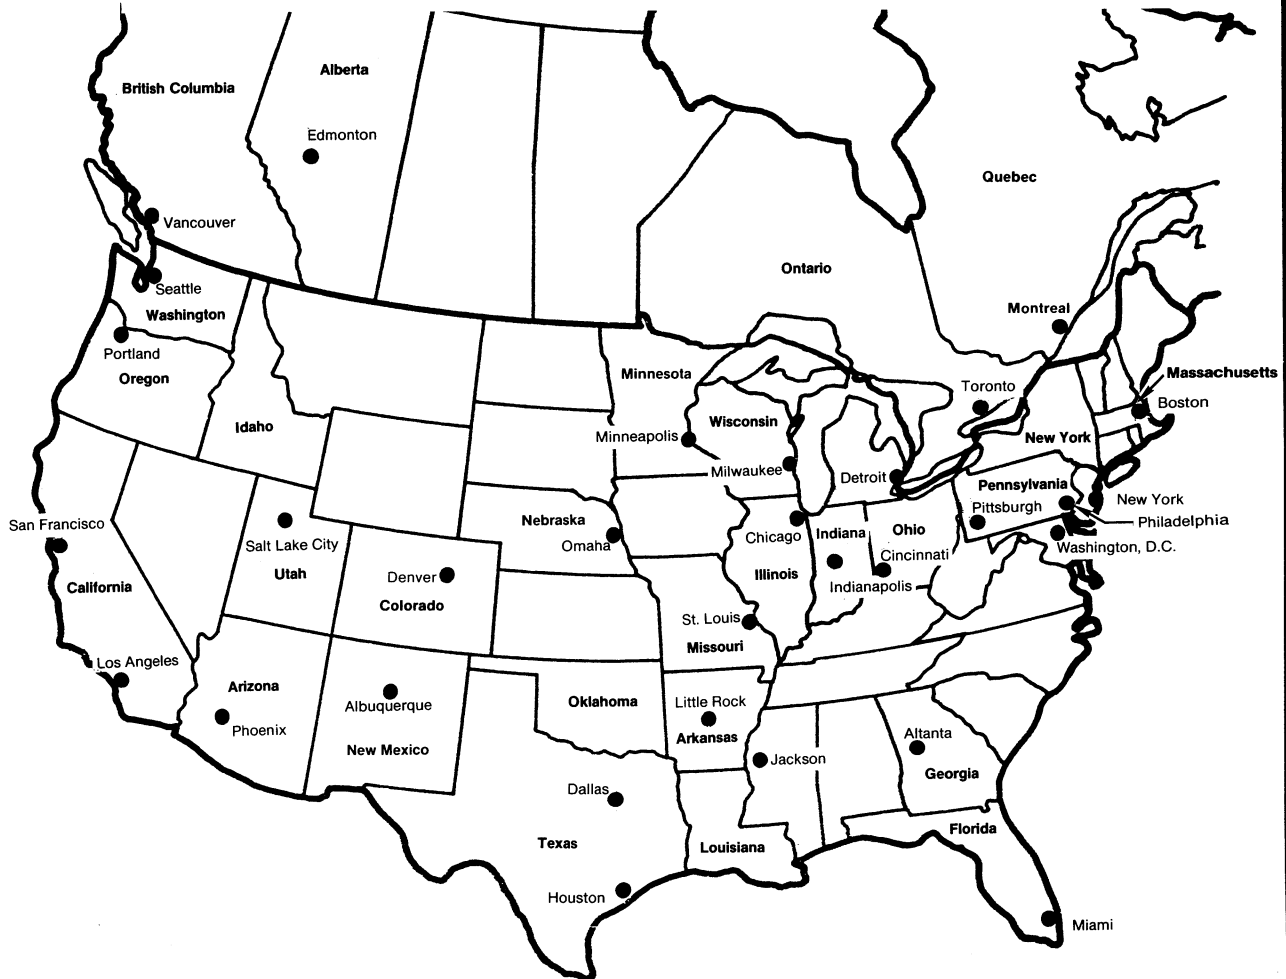 Alberta
British Columbia
Edmonton
Quebec
Vancouver
Ontario
Seattle
Washington
Montreal
Portland
Oregon
Minnesota
Massachusetts
Toronto
Boston
Idaho
Wisconsin
Minneapolis
New York
Milwaukee
Detroit
Pennsylvania
New York
Pittsburgh
Philadelphia
San Francisco
Nebraska
Omaha
Chicago
Indiana
Ohio
Salt Lake City
Utah
Washington, D.C.
Cincinnati
Denver
Colorado
Illinois
Indianapolis
California
St. Louis
Missouri
Los Angeles
Arizona
Phoenix
Albuquerque
New Mexico
Oklahoma
Little Rock
Arkansas
Altanta
Jackson
Georgia
Dallas
Texas
Louisiana
Florida
Houston
Miami